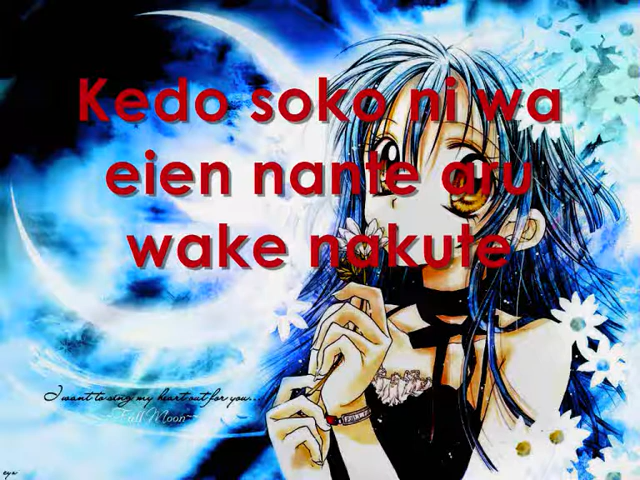 Kedo soko ni wa
eien nante aru
wake nakute
I want to sing my heart out for you..
~Full Moon~
eyn